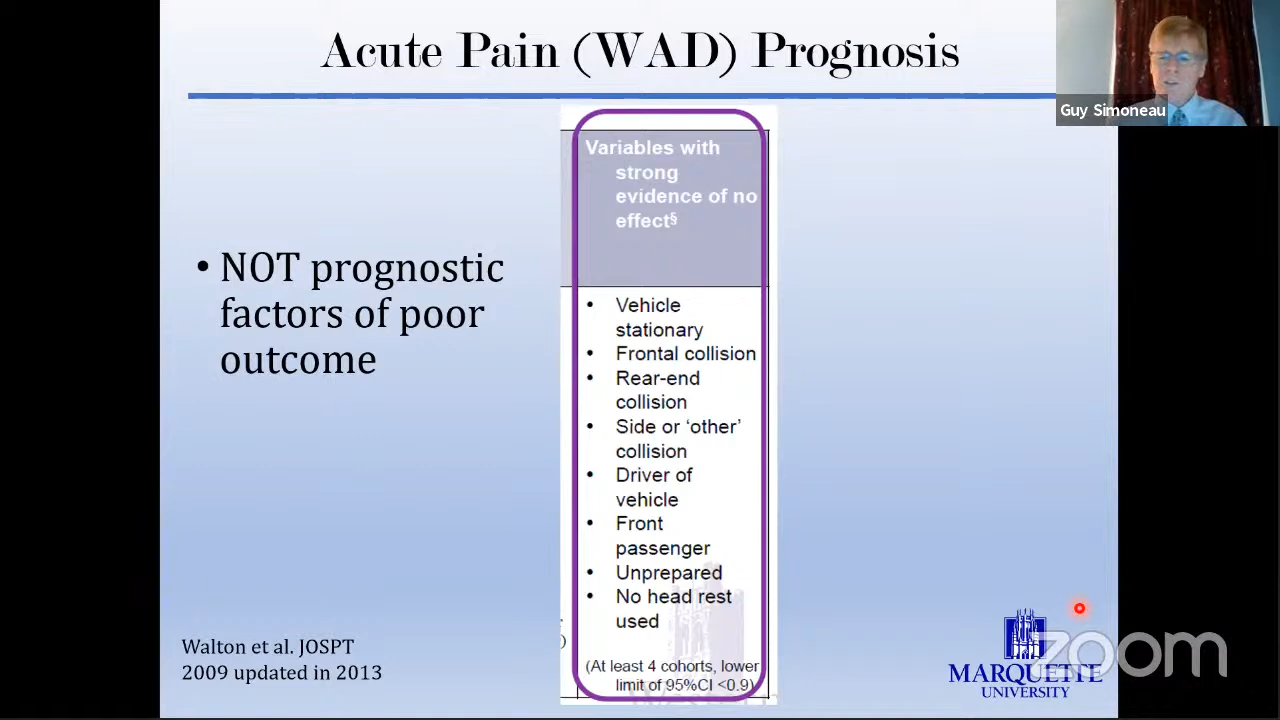 Acute Pain (WAD) Prognosis
Guy Simoneau
• NOT prognostic
factors of poor
outcome
Variables with
strong
evidence of no
effect§
• Vehicle
stationary
• Frontal collision
• Rear-end
collision
• Side or ‘other’
collision
• Driver of
vehicle
• Front
passenger
• Unprepared
• No head rest
used
(At least 4 cohorts, lower
limit of 95%CI <0.9)
Walton et al. JOSPT
2009 updated in 2013
MARQUETTE
UNIVERSITY
zoom